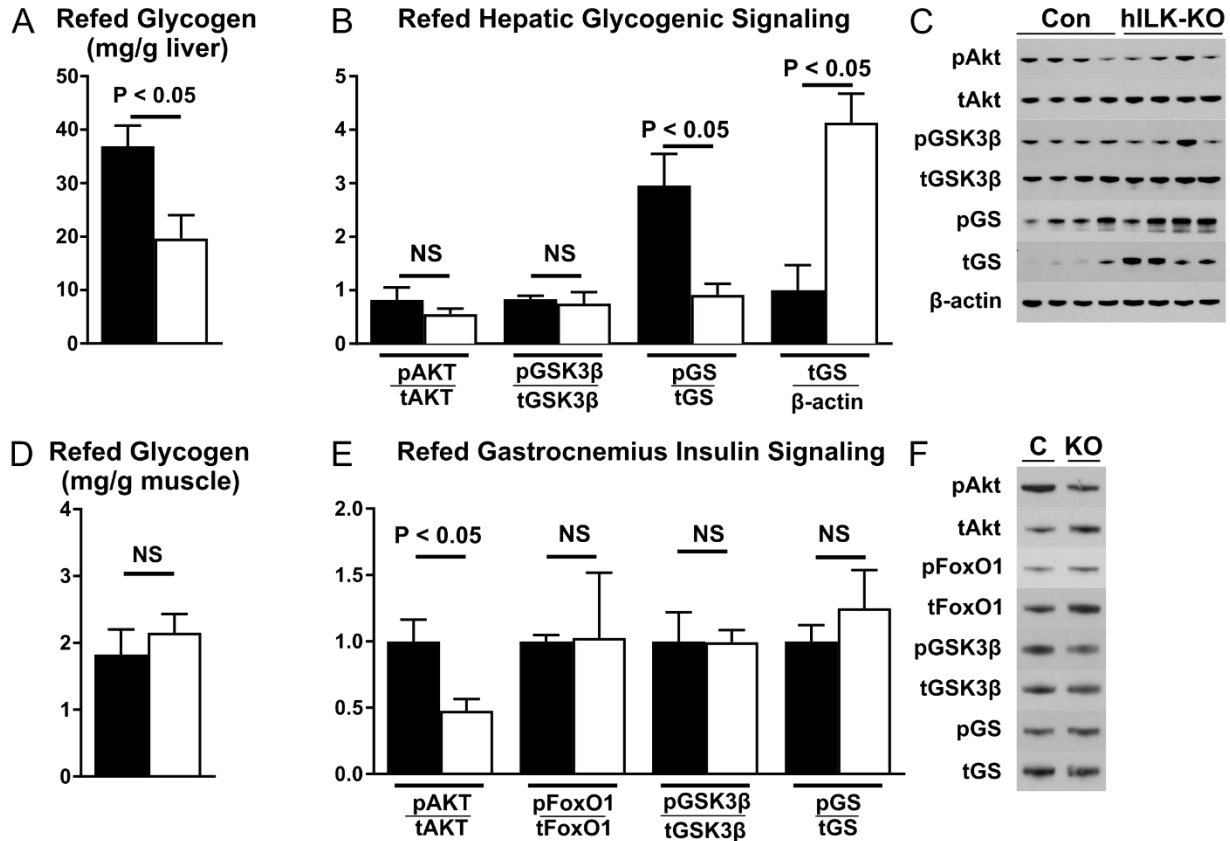 A
Refed Glycogen
(mg/g liver)
50
40
30
20
10
0
P < 0.05
B
Refed Hepatic Glycogenic Signaling
5
4
3
2
1
0
NS
NS
P < 0.05
P < 0.05
pAKT
tAKT
pGSK3β
tGSK3β
pGS
tGS
tGS
β-actin
C
Con
hILK-KO
pAkt
tAkt
pGSK3β
tGSK3β
pGS
tGS
β-actin
D
Refed Glycogen
(mg/g muscle)
4
3
2
1
0
NS
E
Refed Gastrocnemius Insulin Signaling
2.0
1.5
1.0
0.5
0.0
P < 0.05
NS
NS
NS
pAKT
tAKT
pFoxO1
tFoxO1
pGSK3β
tGSK3β
pGS
tGS
F
C
KO
pAkt
tAkt
pFoxO1
tFoxO1
pGSK3β
tGSK3β
pGS
tGS